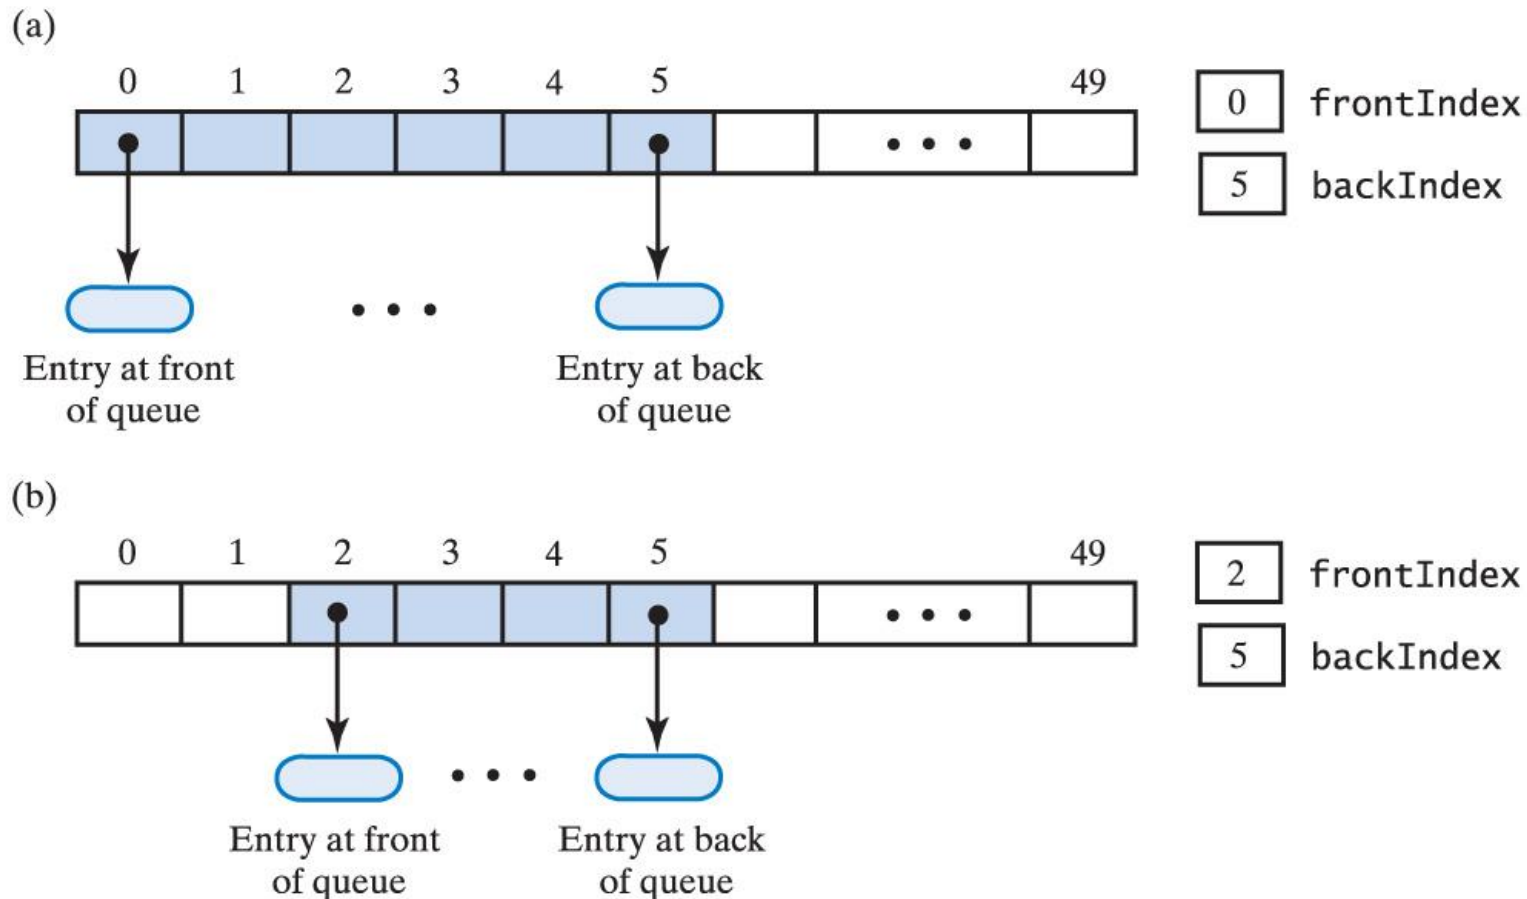 (a)
0 1 2 3 4 5 49
0 frontIndex
5 backIndex
Entry at front
of queue
Entry at back
of queue
(b)
0 1 2 3 4 5 49
2 frontIndex
5 backIndex
Entry at front
of queue
Entry at back
of queue